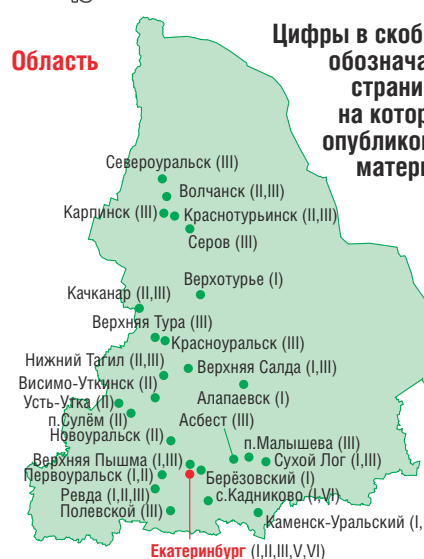 Область
Цифры в скоб
обознача
страни
на котор
опубликов
матери
Североуральск (III)
Волчанск (II,III)
Карпинск (III)
Краснотурьинск (II,III)
Серов (III)
Верхотурье (I)
Качканар (II,III)
Верхняя Тура (III)
Красноуральск (III)
Нижний Тагил (II,III)
Верхняя Салда (I,III)
Висимо-Уткинск (II)
Алапаевск (I)
Усть-Утка (II)
п.Сулём (II)
Асбест (III)
Новоуральск (II)
п.Малышева (III)
Верхняя Пышма (I,III)
Сухой Лог (I,III)
Первоуральск (I,II)
Берёзовский (I)
Ревда (I,II,III)
с.Кадниково (I,VI)
Полевской (III)
Каменск-Уральский (I,
Екатеринбург (I,II,III,V,VI)